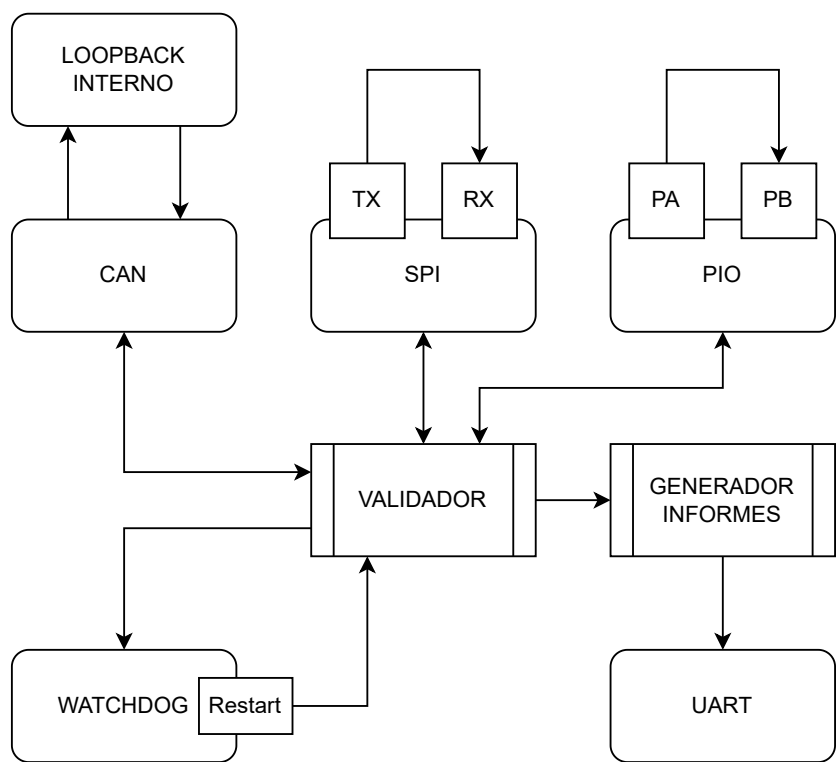 LOOPBACK
INTERNO
TX
RX
PA
PB
CAN
SPI
PIO
VALIDADOR
GENERADOR
INFORMES
WATCHDOG
Restart
UART